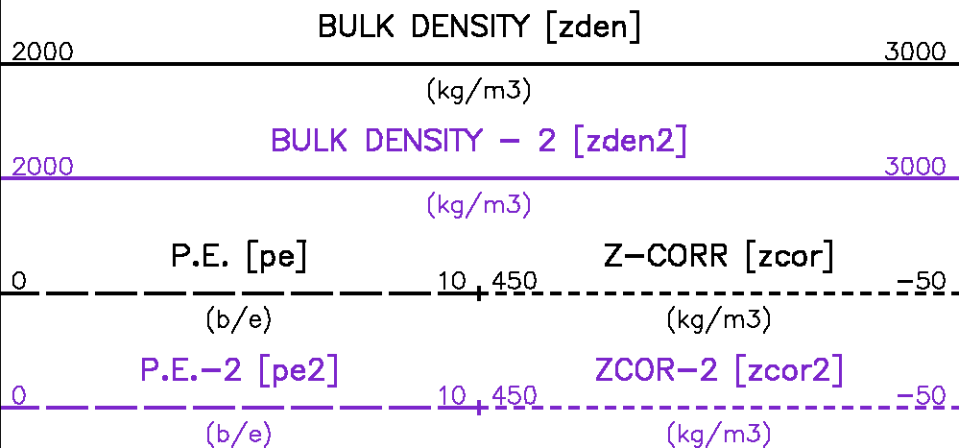 BULK DENSITY [zden]
2000 3000
(kg/m3)
BULK DENSITY - 2 [zden2]
2000 3000
(kg/m3)
P.E. [pe] Z-CORR [zcor]
0 10 450 -50
(b/e) (kg/m3)
P.E.-2 [pe2] ZCOR-2 [zcor2]
0 10 450 -50
(b/e) (kg/m3)